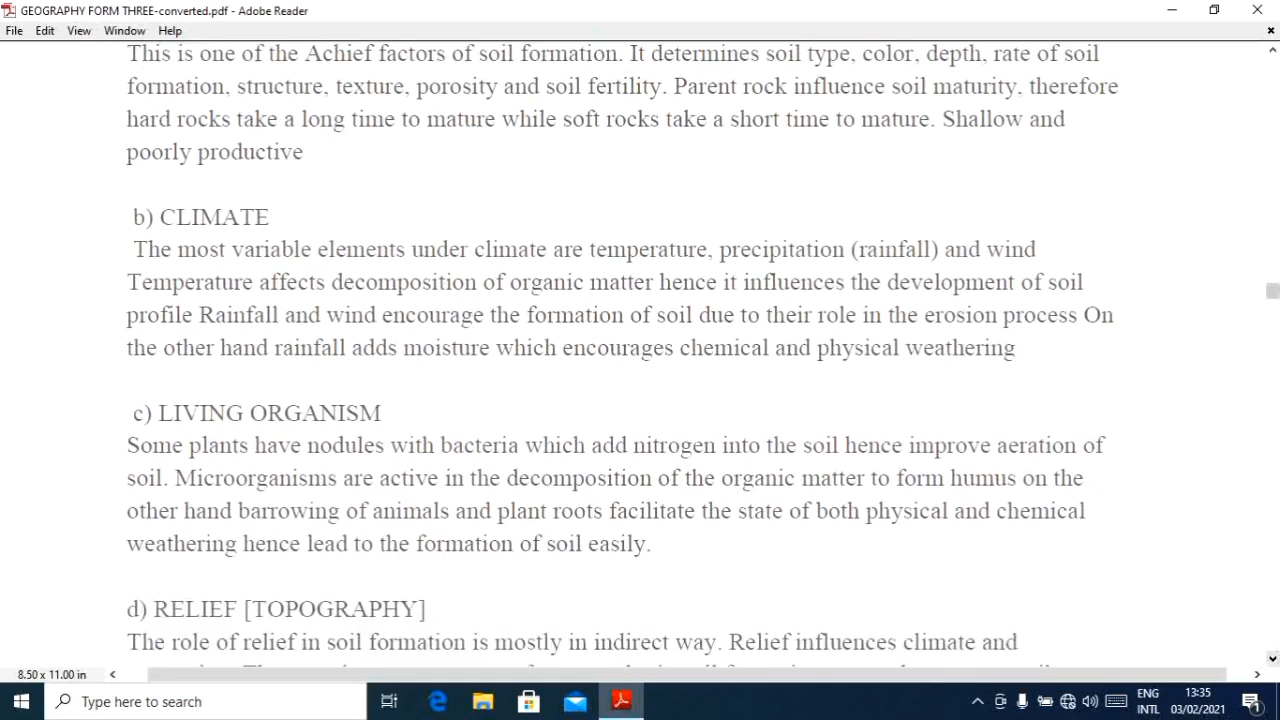 GEOGRAPHY FORM THREE-converted.pdf - Adobe Reader
File Edit View Window Help
This is one of the Achief factors of soil formation. It determines soil type, color, depth, rate of soil
formation, structure, texture, porosity and soil fertility. Parent rock influence soil maturity, therefore
hard rocks take a long time to mature while soft rocks take a short time to mature. Shallow and
poorly productive
b) CLIMATE
The most variable elements under climate are temperature, precipitation (rainfall) and wind
Temperature affects decomposition of organic matter hence it influences the development of soil
profile Rainfall and wind encourage the formation of soil due to their role in the erosion process On
the other hand rainfall adds moisture which encourages chemical and physical weathering
c) LIVING ORGANISM
Some plants have nodules with bacteria which add nitrogen into the soil hence improve aeration of
soil. Microorganisms are active in the decomposition of the organic matter to form humus on the
other hand barrowing of animals and plant roots facilitate the state of both physical and chemical
weathering hence lead to the formation of soil easily.
d) RELIEF [TOPOGRAPHY]
The role of relief in soil formation is mostly in indirect way. Relief influences climate and
8.50 x 11.00 in
Type here to search
ENG
INTL
13:35
03/02/2021
1